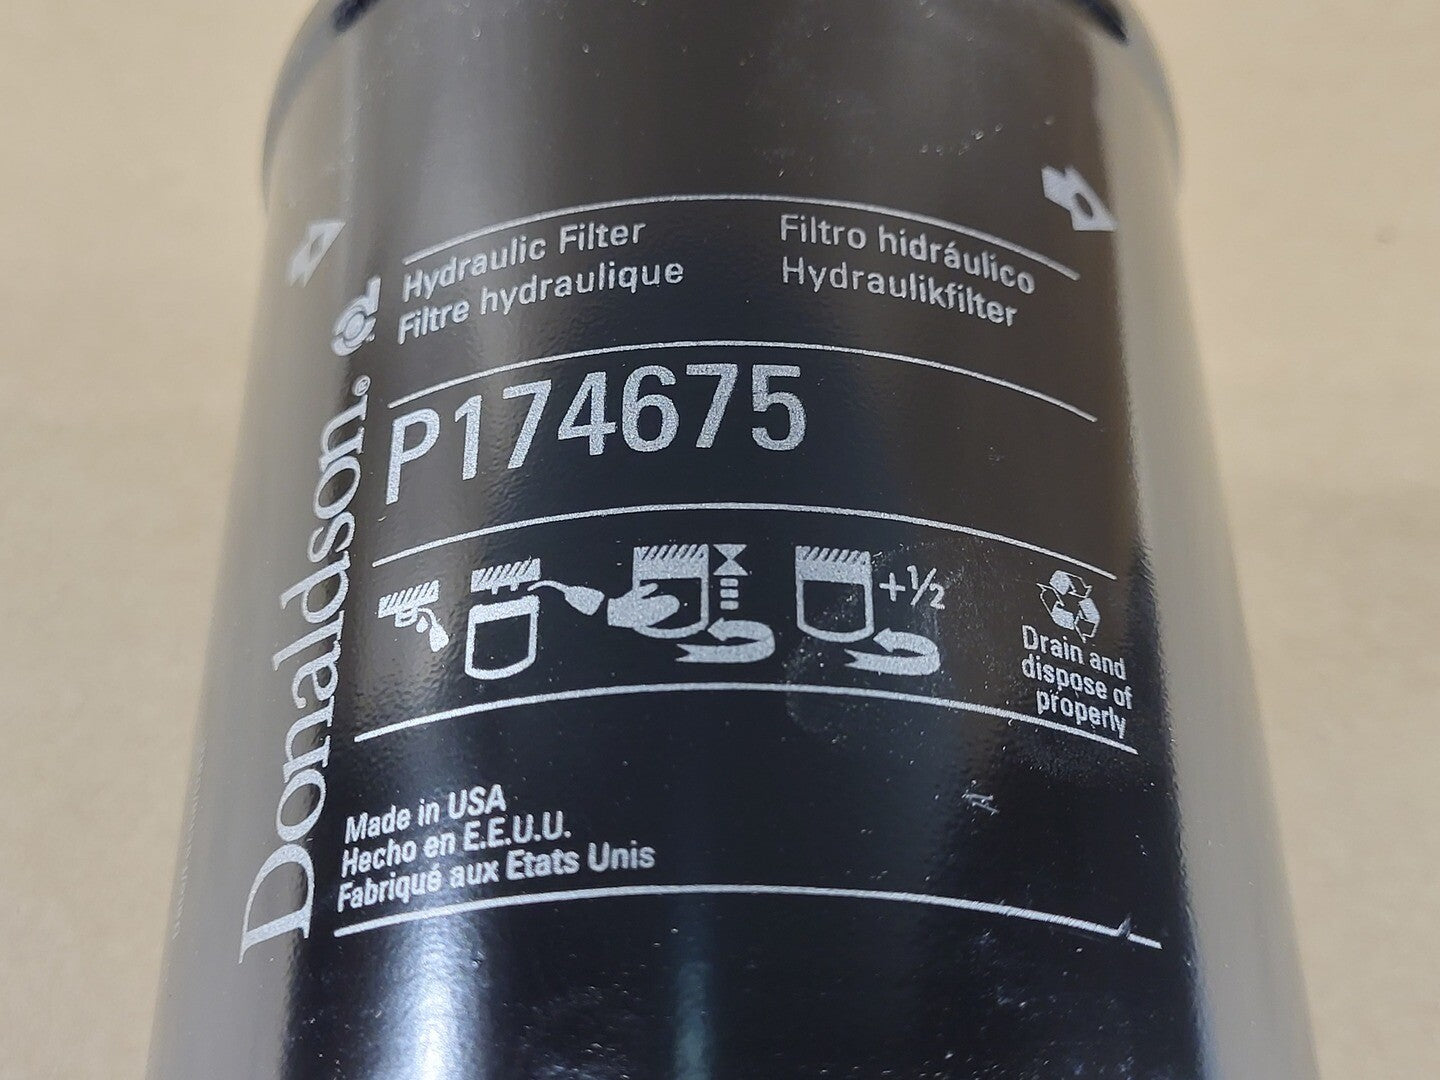 Hydraulic Filter
Filtre hydraulique
Filtro hidráulico
Hydraulikfilter
Donaldson®
P174675
+½
Drain and
dispose of
properly
Made in USA
Hecho en E.E.U.U.
Fabriqué aux Etats Unis